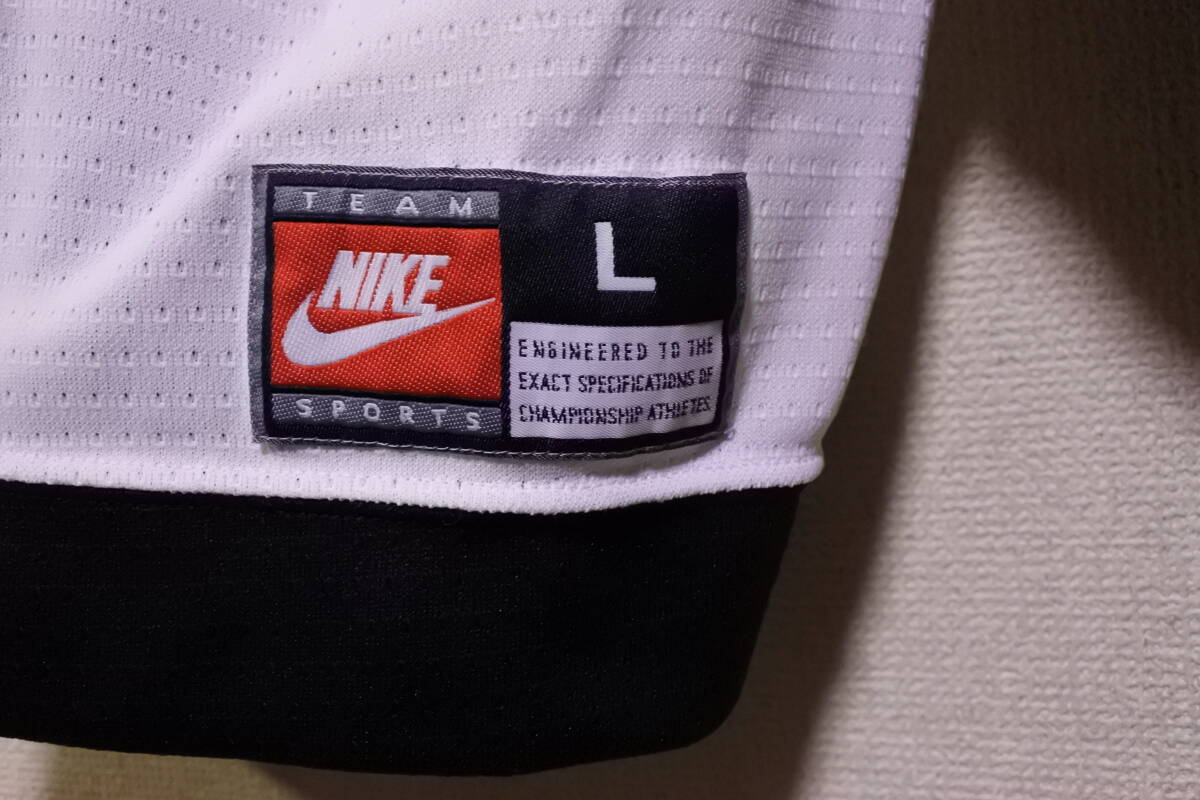 TEAM
NIKE
SPORTS
L
ENGINEERED TO THE
EXACT SPECIFICATIONS OF
CHAMPIONSHIP ATHLETES.